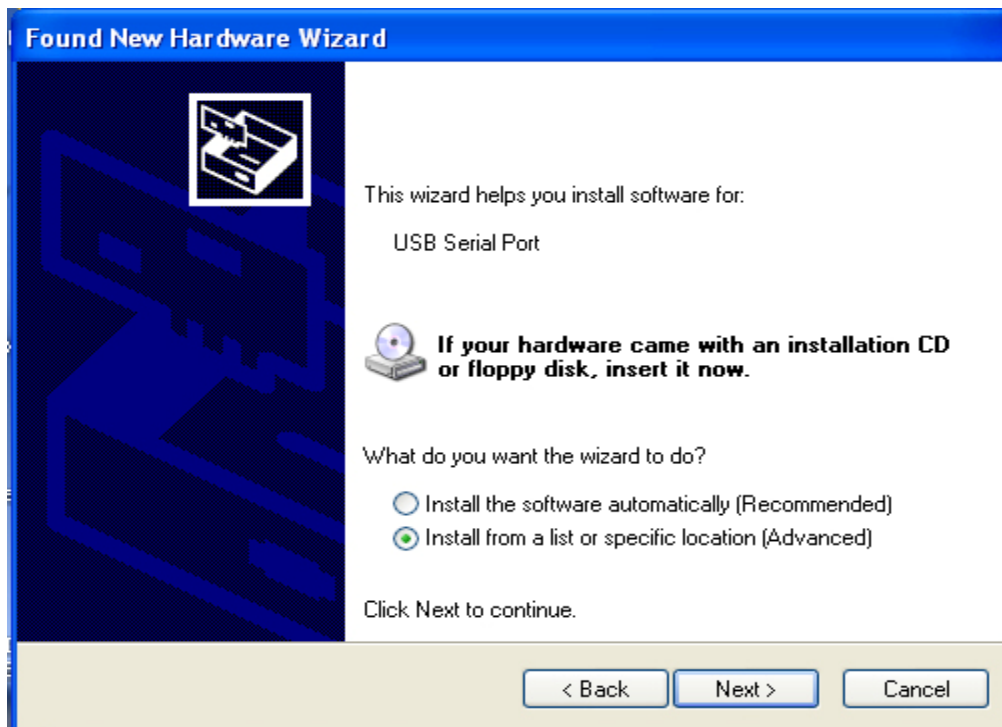 Found New Hardware Wizard
This wizard helps you install software for:
USB Serial Port
If your hardware came with an installation CD
or floppy disk, insert it now.
What do you want the wizard to do?
Install the software automatically (Recommended)
Install from a list or specific location (Advanced)
Click Next to continue.
< Back
Next >
Cancel